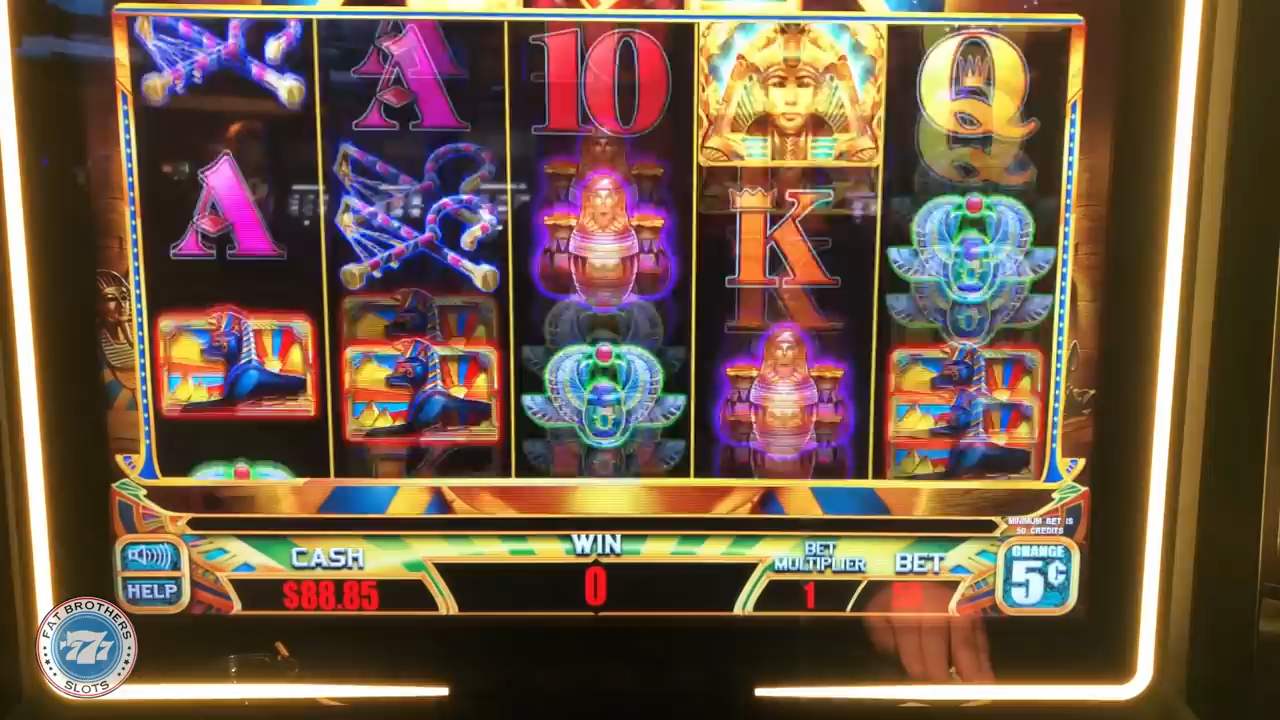 A
10
Q
A
K
MINIMUM BET IS
50 CREDITS
CASH
WIN
BET
MULTIPLIER
BET
CHANGE
5¢
HELP
$88.85
0
1
FAT BROTHERS
777
SLOTS